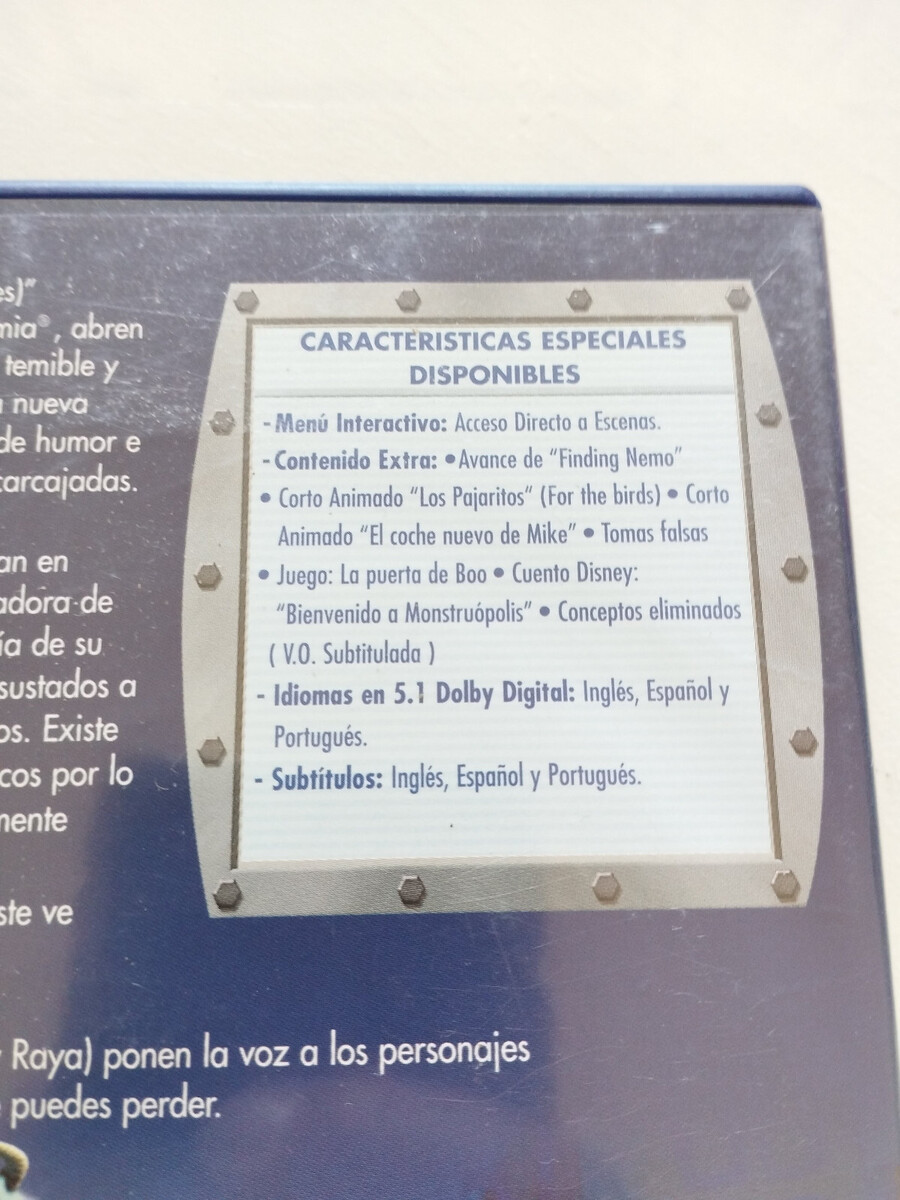 es)"
mia®, abren
temible y
nueva
de humor e
carcajadas.
an en
adora de
ía de su
sustados a
os. Existe
cos por lo
mente
ste ve
Raya) ponen la voz a los personajes
puedes perder.
CARACTERISTICAS ESPECIALES
DISPONIBLES
- Menú Interactivo: Acceso Directo a Escenas.
- Contenido Extra: • Avance de “Finding Nemo”
• Corto Animado “Los Pajaritos” (For the birds) • Corto
Animado “El coche nuevo de Mike” • Tomas falsas
• Juego: La puerta de Boo • Cuento Disney:
“Bienvenido a Monstruópolis” • Conceptos eliminados
( V.O. Subtitulada )
- Idiomas en 5.1 Dolby Digital: Inglés, Español y
Portugués.
- Subtítulos: Inglés, Español y Portugués.